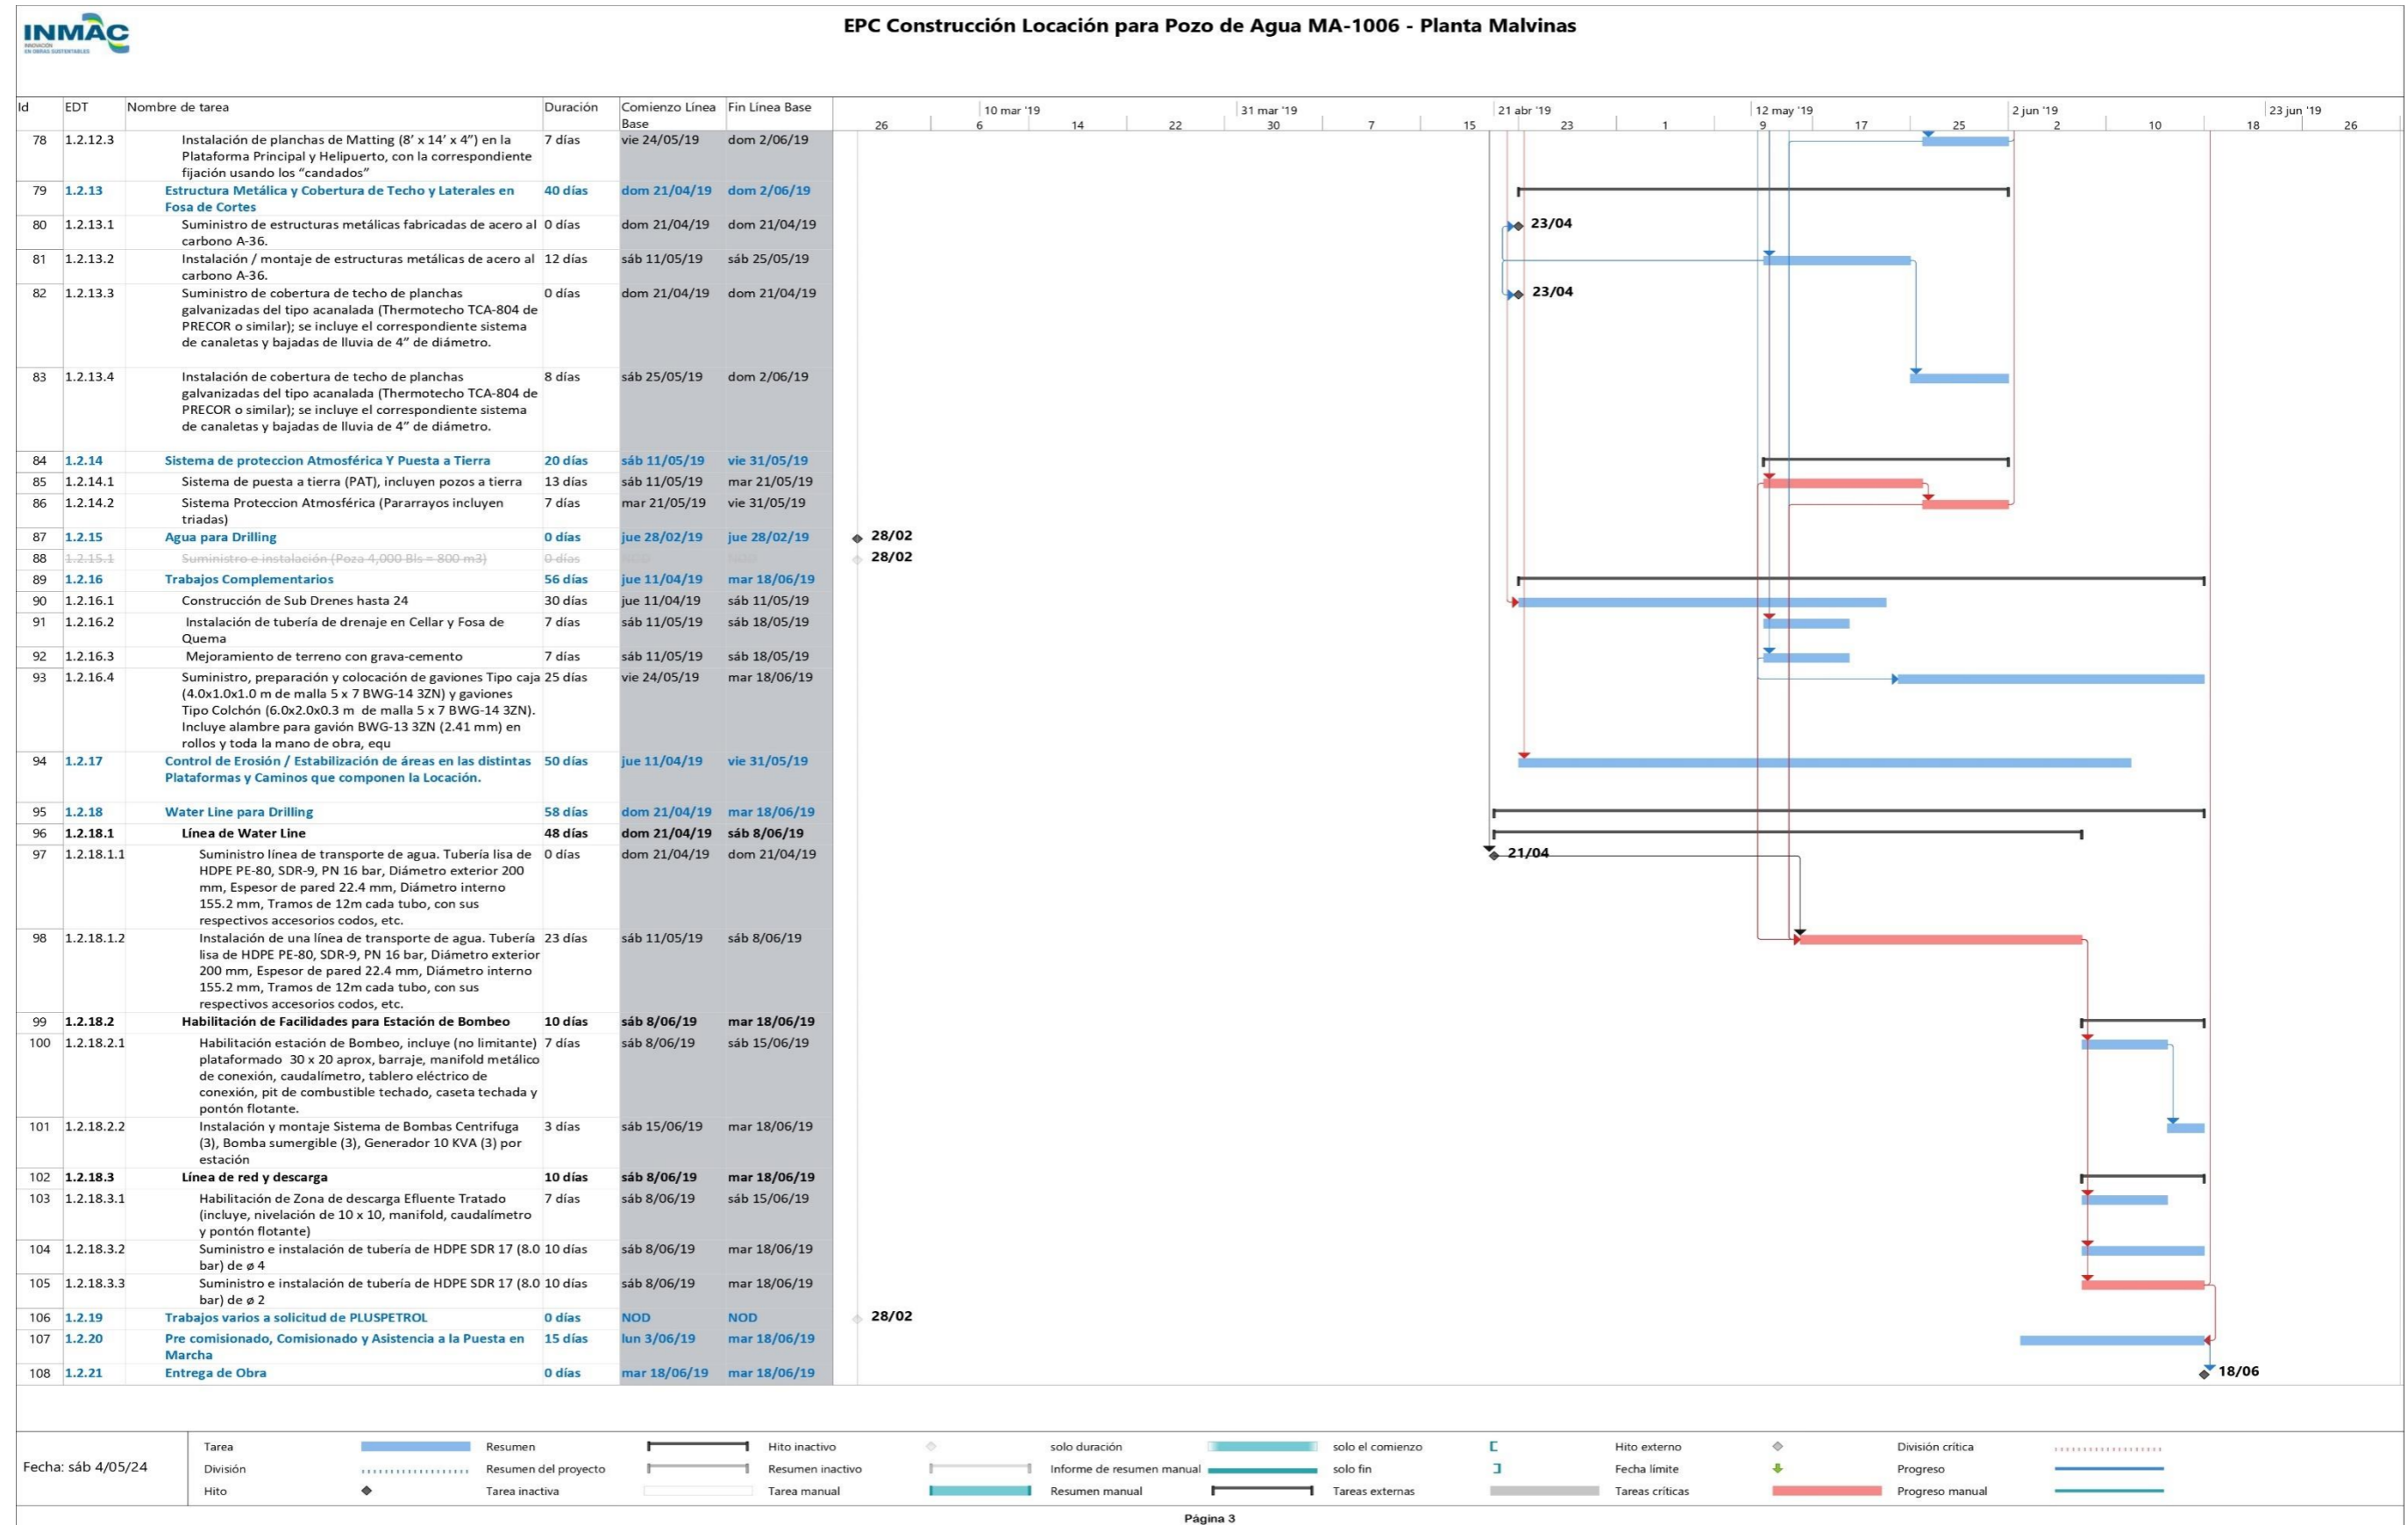 INMAC
INNOVACIÓN
EN OBRAS SUSTENTABLES
EPC Construcción Locación para Pozo de Agua MA-1006 - Planta Malvinas
Id EDT Nombre de tarea Duración Comienzo Línea Base Fin Línea Base
10 mar '19 31 mar '19 21 abr '19 12 may '19 2 jun '19 23 jun '19
26 6 14 22 30 7 15 23 1 9 17 25 2 10 18 26
78 1.2.12.3 Instalación de planchas de Matting (8’ x 14’ x 4”) en la 7 días vie 24/05/19 dom 2/06/19
Plataforma Principal y Helipuerto, con la correspondiente
fijación usando los “candados”
79 1.2.13 Estructura Metálica y Cobertura de Techo y Laterales en 40 días dom 21/04/19 dom 2/06/19
Fosa de Cortes
80 1.2.13.1 Suministro de estructuras metálicas fabricadas de acero al 0 días dom 21/04/19 dom 21/04/19 23/04
carbono A-36.
81 1.2.13.2 Instalación / montaje de estructuras metálicas de acero al 12 días sáb 11/05/19 sáb 25/05/19
carbono A-36.
82 1.2.13.3 Suministro de cobertura de techo de planchas 0 días dom 21/04/19 dom 21/04/19 23/04
galvanizadas del tipo acanalada (Thermotecho TCA-804 de
PRECOR o similar); se incluye el correspondiente sistema
de canaletas y bajadas de lluvia de 4” de diámetro.
83 1.2.13.4 Instalación de cobertura de techo de planchas 8 días sáb 25/05/19 dom 2/06/19
galvanizadas del tipo acanalada (Thermotecho TCA-804 de
PRECOR o similar); se incluye el correspondiente sistema
de canaletas y bajadas de lluvia de 4” de diámetro.
84 1.2.14 Sistema de proteccion Atmosférica Y Puesta a Tierra 20 días sáb 11/05/19 vie 31/05/19
85 1.2.14.1 Sistema de puesta a tierra (PAT), incluyen pozos a tierra 13 días sáb 11/05/19 mar 21/05/19
86 1.2.14.2 Sistema Proteccion Atmosférica (Pararrayos incluyen 7 días mar 21/05/19 vie 31/05/19
triadas)
87 1.2.15 Agua para Drilling 0 días jue 28/02/19 jue 28/02/19 28/02
88 1.2.15.1 Suministro e instalación (Poza 4,000 Bls = 800 m3) 0 días NOD NOD 28/02
89 1.2.16 Trabajos Complementarios 56 días jue 11/04/19 mar 18/06/19
90 1.2.16.1 Construcción de Sub Drenes hasta 24 30 días jue 11/04/19 sáb 11/05/19
91 1.2.16.2 Instalación de tubería de drenaje en Cellar y Fosa de 7 días sáb 11/05/19 sáb 18/05/19
Quema
92 1.2.16.3 Mejoramiento de terreno con grava-cemento 7 días sáb 11/05/19 sáb 18/05/19
93 1.2.16.4 Suministro, preparación y colocación de gaviones Tipo caja 25 días vie 24/05/19 mar 18/06/19
(4.0x1.0x1.0 m de malla 5 x 7 BWG-14 3ZN) y gaviones
Tipo Colchón (6.0x2.0x0.3 m de malla 5 x 7 BWG-14 3ZN).
Incluye alambre para gavión BWG-13 3ZN (2.41 mm) en
rollos y toda la mano de obra, equ
94 1.2.17 Control de Erosión / Estabilización de áreas en las distintas 50 días jue 11/04/19 vie 31/05/19
Plataformas y Caminos que componen la Locación.
95 1.2.18 Water Line para Drilling 58 días dom 21/04/19 mar 18/06/19
96 1.2.18.1 Línea de Water Line 48 días dom 21/04/19 sáb 8/06/19
97 1.2.18.1.1 Suministro línea de transporte de agua. Tubería lisa de 0 días dom 21/04/19 dom 21/04/19 21/04
HDPE PE-80, SDR-9, PN 16 bar, Diámetro exterior 200
mm, Espesor de pared 22.4 mm, Diámetro interno
155.2 mm, Tramos de 12m cada tubo, con sus
respectivos accesorios codos, etc.
98 1.2.18.1.2 Instalación de una línea de transporte de agua. Tubería 23 días sáb 11/05/19 sáb 8/06/19
lisa de HDPE PE-80, SDR-9, PN 16 bar, Diámetro exterior
200 mm, Espesor de pared 22.4 mm, Diámetro interno
155.2 mm, Tramos de 12m cada tubo, con sus
respectivos accesorios codos, etc.
99 1.2.18.2 Habilitación de Facilidades para Estación de Bombeo 10 días sáb 8/06/19 mar 18/06/19
100 1.2.18.2.1 Habilitación estación de Bombeo, incluye (no limitante) 7 días sáb 8/06/19 sáb 15/06/19
plataformado 30 x 20 aprox, barraje, manifold metálico
de conexión, caudalímetro, tablero eléctrico de
conexión, pit de combustible techado, caseta techada y
pontón flotante.
101 1.2.18.2.2 Instalación y montaje Sistema de Bombas Centrifuga 3 días sáb 15/06/19 mar 18/06/19
(3), Bomba sumergible (3), Generador 10 KVA (3) por
estación
102 1.2.18.3 Línea de red y descarga 10 días sáb 8/06/19 mar 18/06/19
103 1.2.18.3.1 Habilitación de Zona de descarga Efluente Tratado 7 días sáb 8/06/19 sáb 15/06/19
(incluye, nivelación de 10 x 10, manifold, caudalímetro
y pontón flotante)
104 1.2.18.3.2 Suministro e instalación de tubería de HDPE SDR 17 (8.0 10 días sáb 8/06/19 mar 18/06/19
bar) de ø 4
105 1.2.18.3.3 Suministro e instalación de tubería de HDPE SDR 17 (8.0 10 días sáb 8/06/19 mar 18/06/19
bar) de ø 2
106 1.2.19 Trabajos varios a solicitud de PLUSPETROL 0 días NOD NOD 28/02
107 1.2.20 Pre comisionado, Comisionado y Asistencia a la Puesta en 15 días lun 3/06/19 mar 18/06/19
Marcha
108 1.2.21 Entrega de Obra 0 días mar 18/06/19 mar 18/06/19 18/06
Fecha: sáb 4/05/24
Tarea Resumen Hito inactivo solo duración solo el comienzo Hito externo División crítica
División Resumen del proyecto Resumen inactivo Informe de resumen manual solo fin Fecha límite Progreso
Hito Tarea inactiva Tarea manual Resumen manual Tareas externas Tareas críticas Progreso manual
Página 3